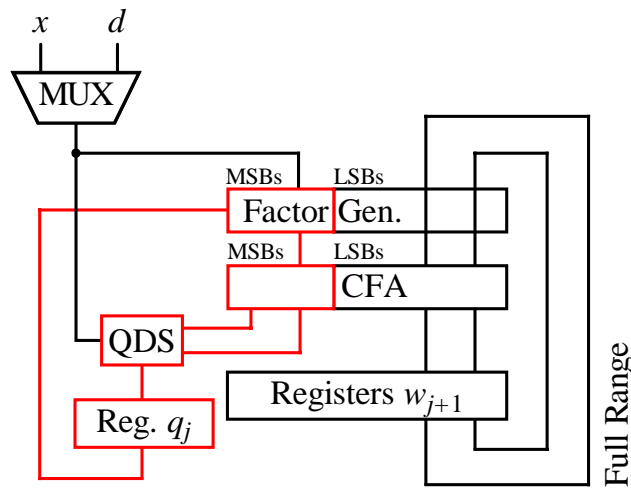 x d
MUX
MSBs LSBs
Factor Gen.
MSBs LSBs
CFA
QDS
Registers w_{j+1}
Reg. q_j
Full Range